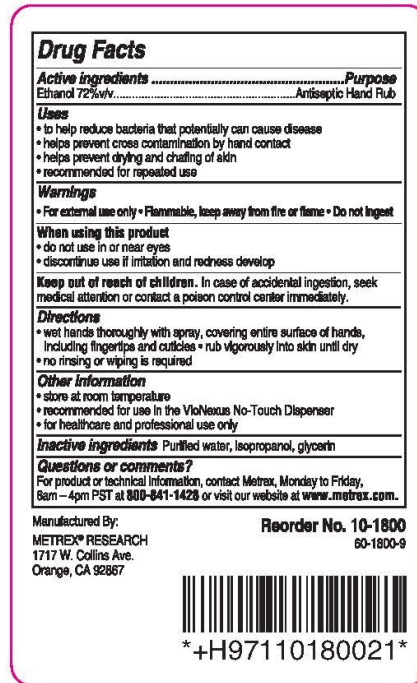 Drug Facts
Active ingredients ............................................ Purpose
Ethanol 72%v/v............................................ Antiseptic Hand Rub
Uses
• to help reduce bacteria that potentially can cause disease
• helps prevent cross contamination by hand contact
• helps prevent drying and chafing of skin
• recommended for repeated use
Warnings
• For external use only • Flammable, keep away from fire or flame • Do not ingest
When using this product
• do not use in or near eyes
• discontinue use if irritation and redness develop
Keep out of reach of children. In case of accidental ingestion, seek
medical attention or contact a poison control center immediately.
Directions
• wet hands thoroughly with spray, covering entire surface of hands,
including fingertips and cuticles • rub vigorously into skin until dry
• no rinsing or wiping is required
Other information
• store at room temperature
• recommended for use in the VioNexus No-Touch Dispenser
• for healthcare and professional use only
Inactive ingredients Purified water, isopropanol, glycerin
Questions or comments?
For product or technical information, contact Metrex, Monday to Friday,
6am – 4pm PST at 800-841-1428 or visit our website at www.metrex.com.
Manufactured By:
METREX® RESEARCH
1717 W. Collins Ave.
Orange, CA 92867
Reorder No. 10-1800
60-1800-9
*+H97110180021*